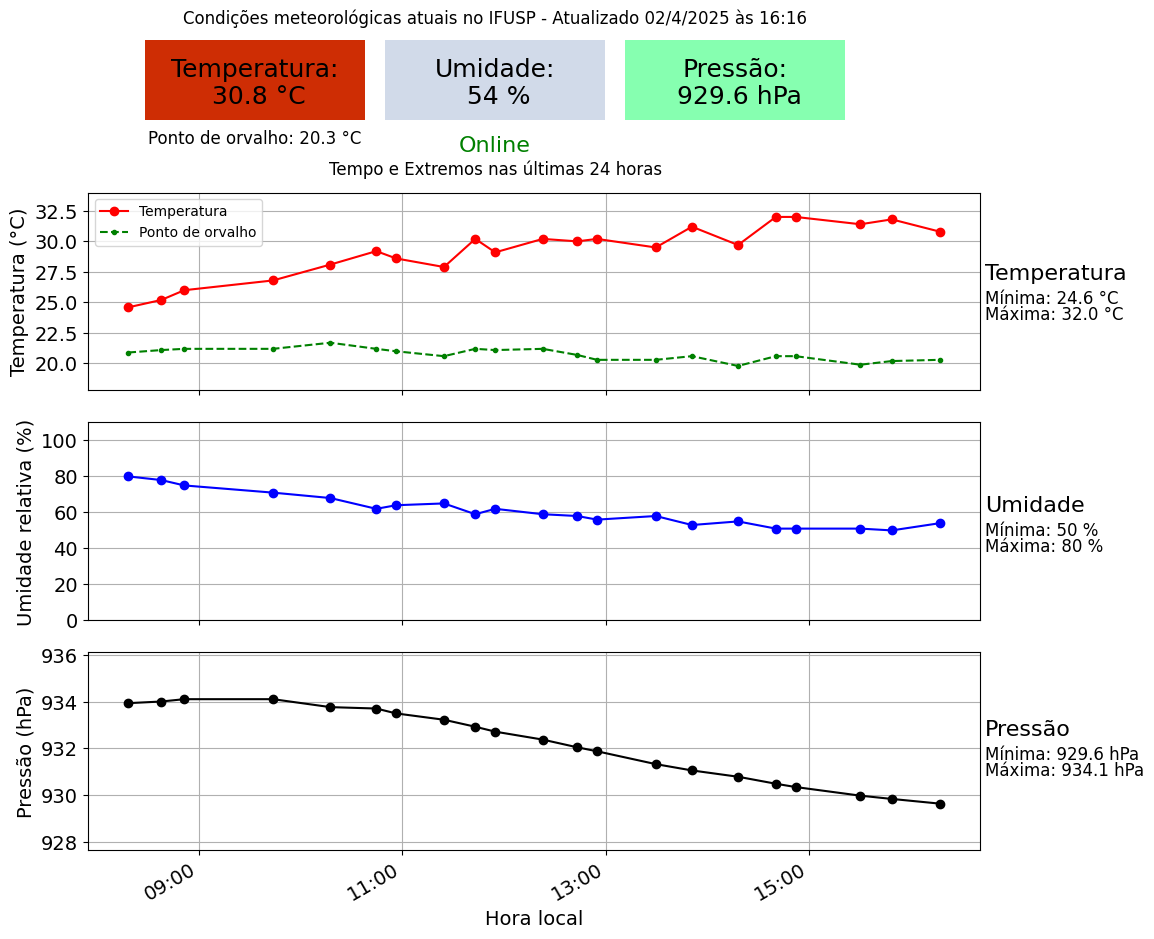 Condições meteorológicas atuais no IFUSP - Atualizado 02/4/2025 às 16:16
Temperatura:
30.8 °C
Umidade:
54 %
Pressão:
929.6 hPa
Ponto de orvalho: 20.3 °C
Online
Tempo e Extremos nas últimas 24 horas
Temperatura (°C)
32.5
30.0
27.5
25.0
22.5
20.0
Temperatura
Ponto de orvalho
Temperatura
Mínima: 24.6 °C
Máxima: 32.0 °C
Umidade relativa (%)
100
80
60
40
20
0
Umidade
Mínima: 50 %
Máxima: 80 %
Pressão (hPa)
936
934
932
930
928
Pressão
Mínima: 929.6 hPa
Máxima: 934.1 hPa
09:00
11:00
13:00
15:00
Hora local